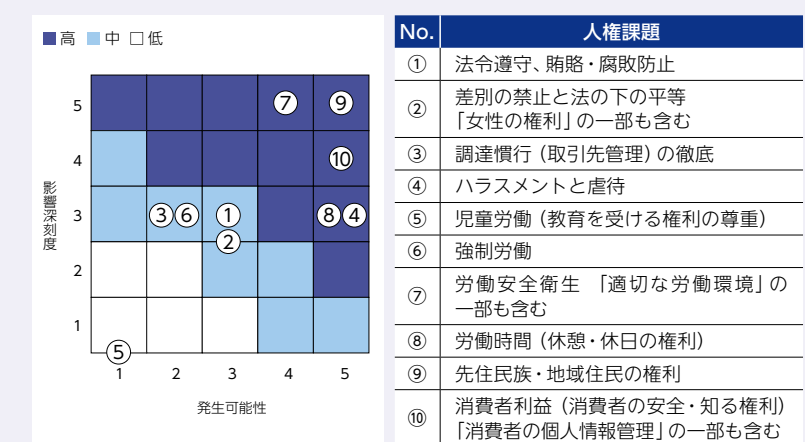 ■高 ■中 □低
影響深刻度
5
⑦
⑨
4
⑩
3
③⑥
①
⑧④
②
2
1
⑤
1 2 3 4 5
発生可能性
No. 人権課題
① 法令遵守、賄賂・腐敗防止
② 差別の禁止と法の下の平等
「女性の権利」の一部も含む
③ 調達慣行（取引先管理）の徹底
④ ハラスメントと虐待
⑤ 児童労働（教育を受ける権利の尊重）
⑥ 強制労働
⑦ 労働安全衛生 「適切な労働環境」の
一部も含む
⑧ 労働時間（休憩・休日の権利）
⑨ 先住民族・地域住民の権利
⑩ 消費者利益（消費者の安全・知る権利）
「消費者の個人情報管理」の一部も含む